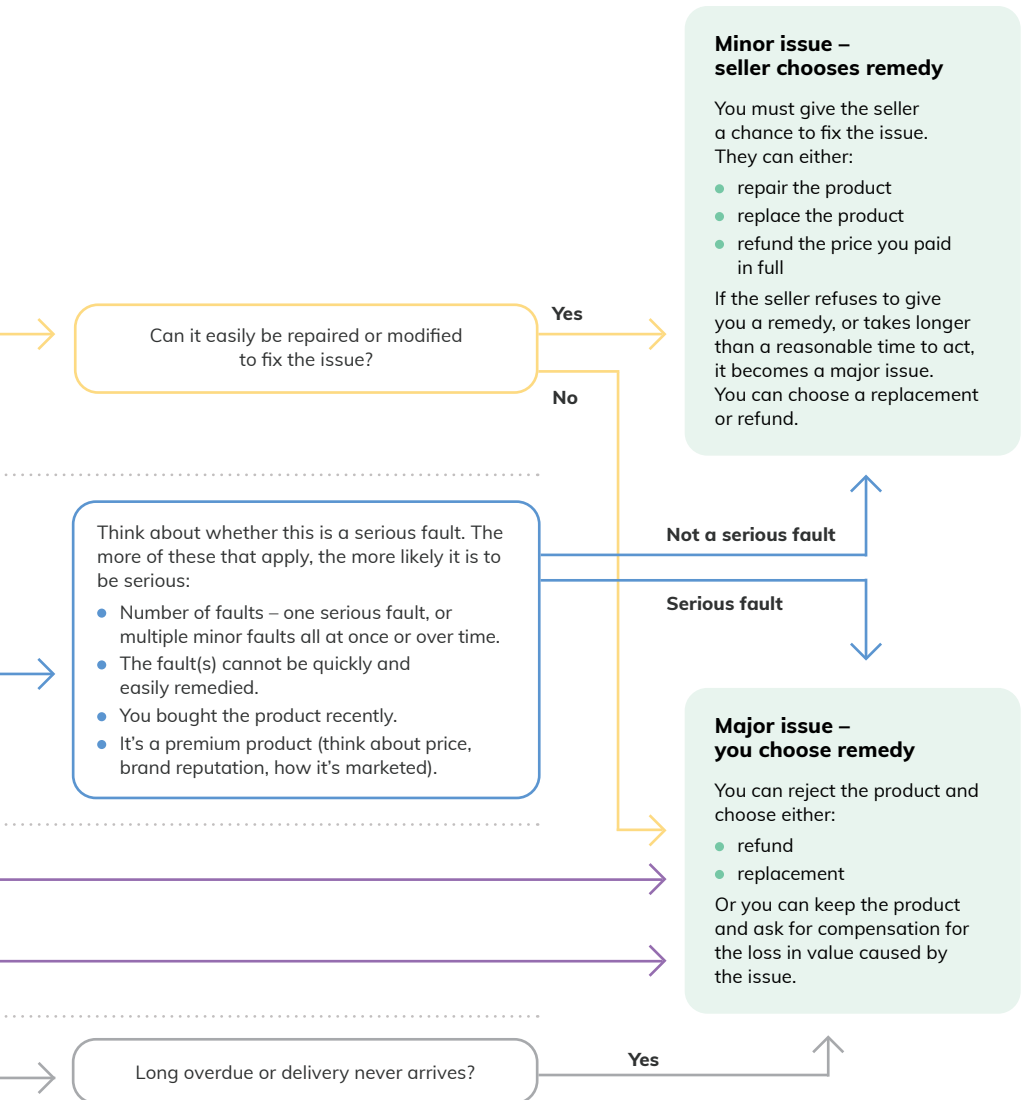 Minor issue –
seller chooses remedy
You must give the seller
a chance to fix the issue.
They can either:
repair the product
replace the product
refund the price you paid
in full
If the seller refuses to give
you a remedy, or takes longer
than a reasonable time to act,
it becomes a major issue.
You can choose a replacement
or refund.
Can it easily be repaired or modified
to fix the issue?
Yes
No
Think about whether this is a serious fault. The
more of these that apply, the more likely it is to
be serious:
Number of faults – one serious fault, or
multiple minor faults all at once or over time.
The fault(s) cannot be quickly and
easily remedied.
You bought the product recently.
It’s a premium product (think about price,
brand reputation, how it’s marketed).
Not a serious fault
Serious fault
Major issue –
you choose remedy
You can reject the product and
choose either:
refund
replacement
Or you can keep the product
and ask for compensation for
the loss in value caused by
the issue.
Long overdue or delivery never arrives?
Yes